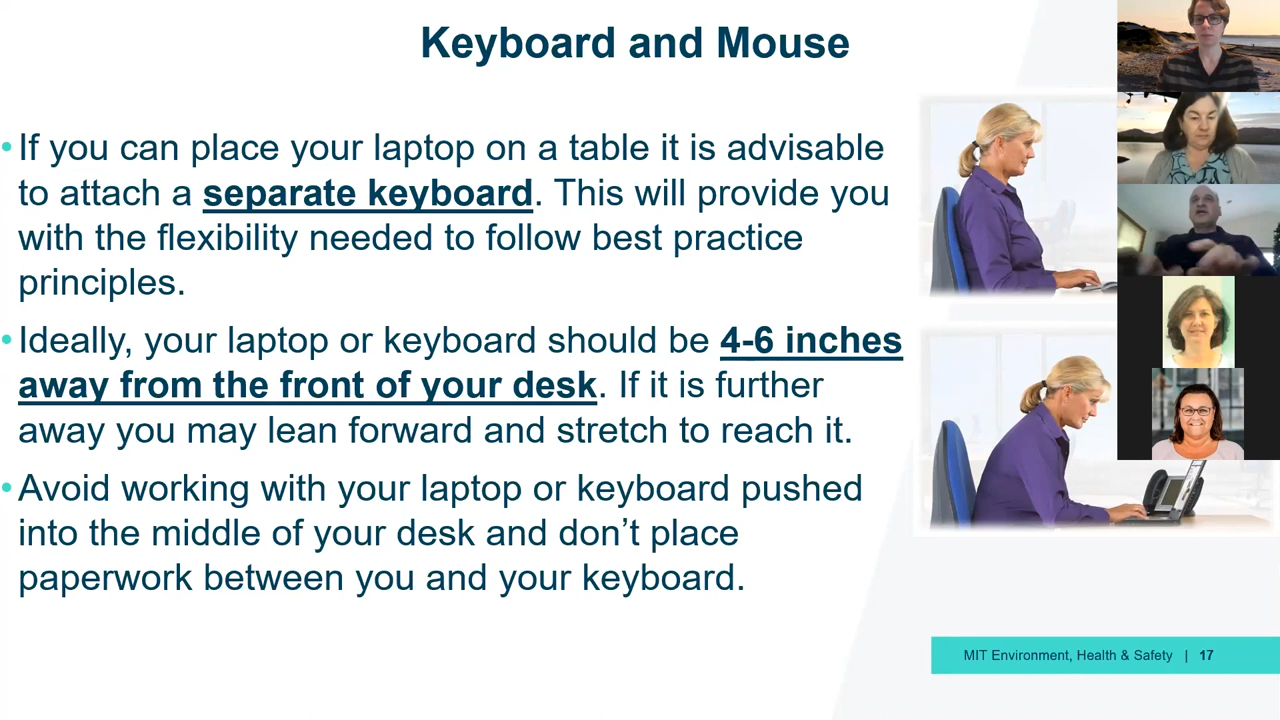 Keyboard and Mouse
•If you can place your laptop on a table it is advisable
to attach a separate keyboard. This will provide you
with the flexibility needed to follow best practice
principles.
•Ideally, your laptop or keyboard should be 4-6 inches
away from the front of your desk. If it is further
away you may lean forward and stretch to reach it.
•Avoid working with your laptop or keyboard pushed
into the middle of your desk and don’t place
paperwork between you and your keyboard.
MIT Environment, Health & Safety | 17